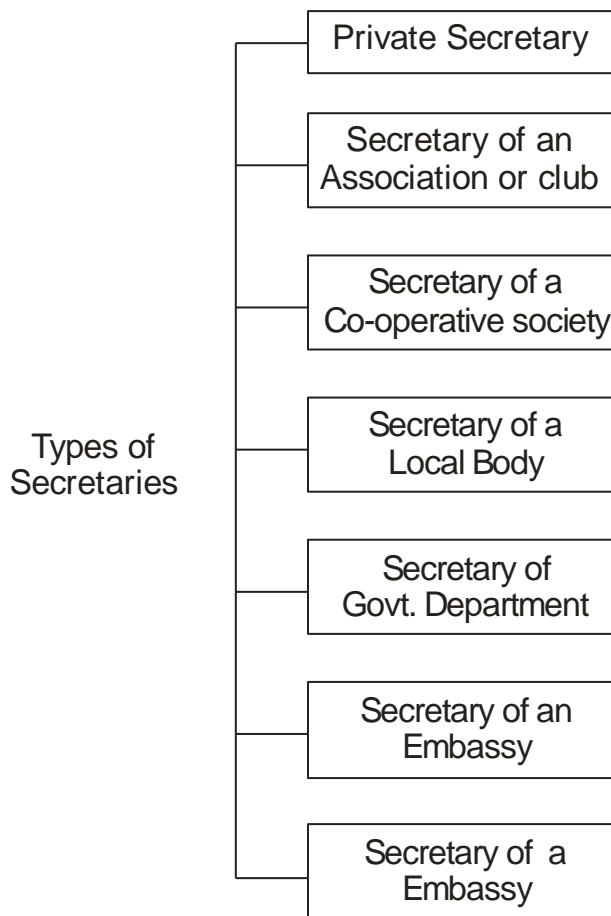 Private Secretary
Secretary of an
Association or club
Secretary of a
Co-operative society
Types of
Secretaries
Secretary of a
Local Body
Secretary of
Govt. Department
Secretary of an
Embassy
Secretary of a
Embassy